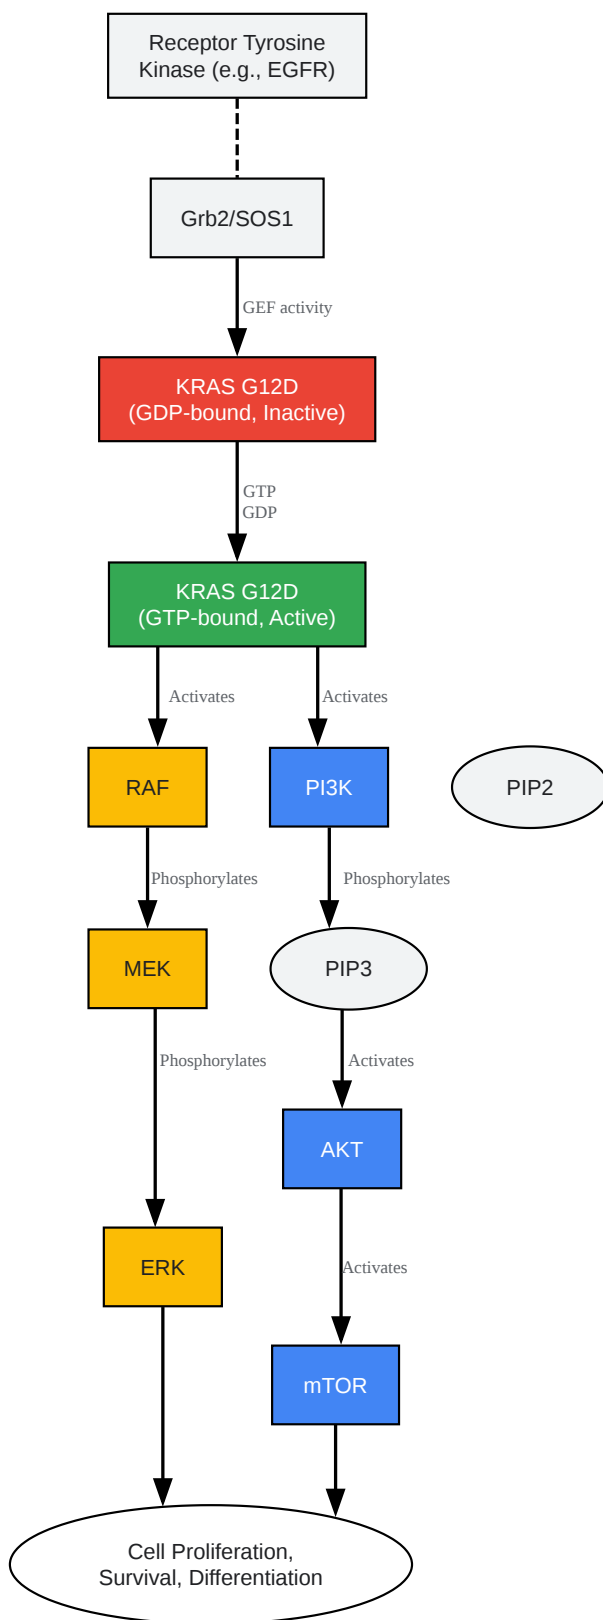 Receptor Tyrosine
Kinase (e.g., EGFR)
Grb2/SOS1
GEF activity
KRAS G12D
(GDP-bound, Inactive)
GTP
GDP
KRAS G12D
(GTP-bound, Active)
Activates
Activates
RAF
PI3K
PIP2
Phosphorylates
Phosphorylates
MEK
PIP3
Phosphorylates
Activates
AKT
ERK
Activates
mTOR
Cell Proliferation,
Survival, Differentiation